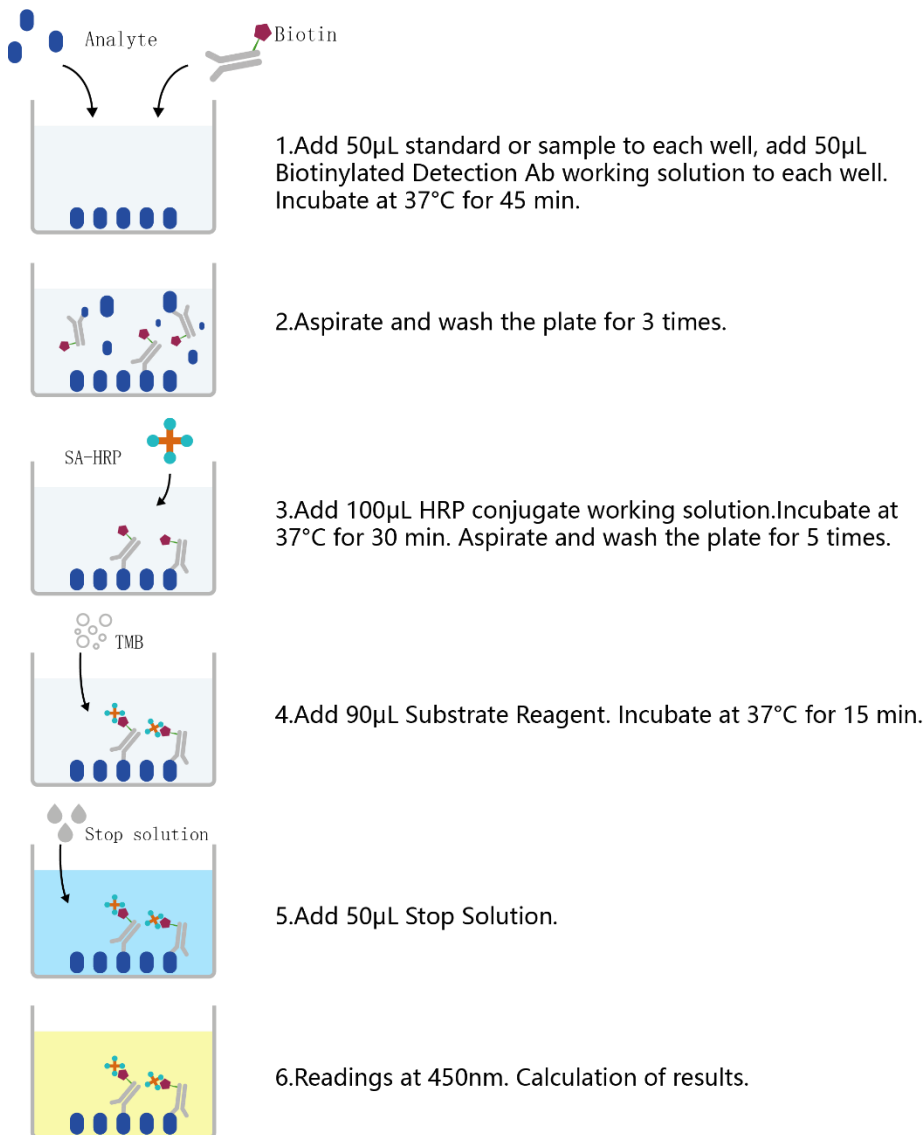 Analyte
Biotin
1.Add 50μL standard or sample to each well, add 50μL
Biotinylated Detection Ab working solution to each well.
Incubate at 37°C for 45 min.
2.Aspirate and wash the plate for 3 times.
SA-HRP
3.Add 100μL HRP conjugate working solution.Incubate at
37°C for 30 min. Aspirate and wash the plate for 5 times.
TMB
4.Add 90μL Substrate Reagent. Incubate at 37°C for 15 min.
Stop solution
5.Add 50μL Stop Solution.
6.Readings at 450nm. Calculation of results.